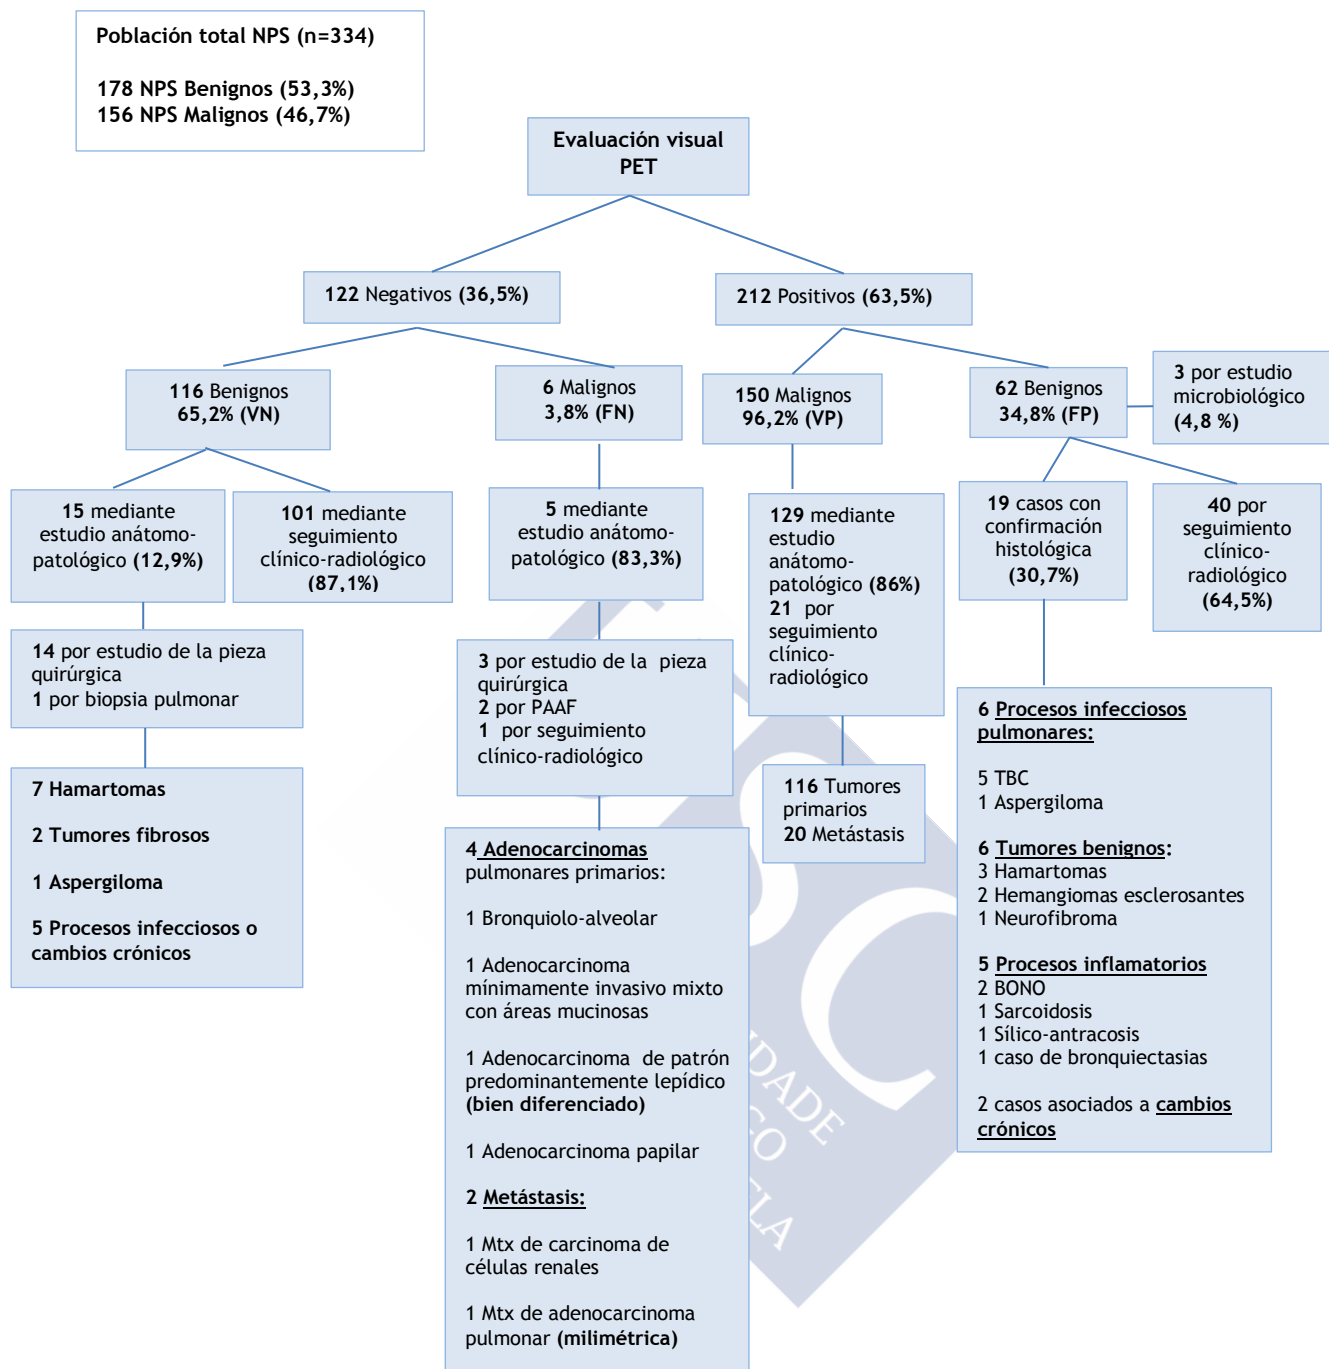 Población total NPS (n=334)
178 NPS Benignos (53,3%)
156 NPS Malignos (46,7%)
Evaluación visual
PET
122 Negativos (36,5%)
212 Positivos (63,5%)
116 Benignos
65,2% (VN)
6 Malignos
3,8% (FN)
150 Malignos
96,2% (VP)
62 Benignos
34,8% (FP)
3 por estudio
microbiológico
(4,8 %)
15 mediante
estudio anátomo-
patológico (12,9%)
101 mediante
seguimiento
clínico-radiológico
(87,1%)
5 mediante
estudio anátomo-
patológico (83,3%)
129 mediante
estudio
anátomo-
patológico (86%)
21 por
seguimiento
clínico-
radiológico
19 casos con
confirmación
histológica
(30,7%)
40 por
seguimiento
clínico-
radiológico
(64,5%)
14 por estudio de la pieza
quirúrgica
1 por biopsia pulmonar
3 por estudio de la pieza
quirúrgica
2 por PAAF
1 por seguimiento
clínico-radiológico
116 Tumores
primarios
20 Metástasis
7 Hamartomas
2 Tumores fibrosos
1 Aspergiloma
5 Procesos infecciosos o
cambios crónicos
4 Adenocarcinomas
pulmonares primarios:
1 Bronquiolo-alveolar
1 Adenocarcinoma
mínimamente invasivo mixto
con áreas mucinosas
1 Adenocarcinoma de patrón
predominantemente lepídico
(bien diferenciado)
1 Adenocarcinoma papilar
2 Metástasis:
1 Mtx de carcinoma de
células renales
1 Mtx de adenocarcinoma
pulmonar (milimétrica)
6 Procesos infecciosos
pulmonares:
5 TBC
1 Aspergiloma
6 Tumores benignos:
3 Hamartomas
2 Hemangiomas esclerosantes
1 Neurofibroma
5 Procesos inflamatorios
2 BONO
1 Sarcoidosis
1 Sílico-antracosis
1 caso de bronquiectasias
2 casos asociados a cambios
crónicos